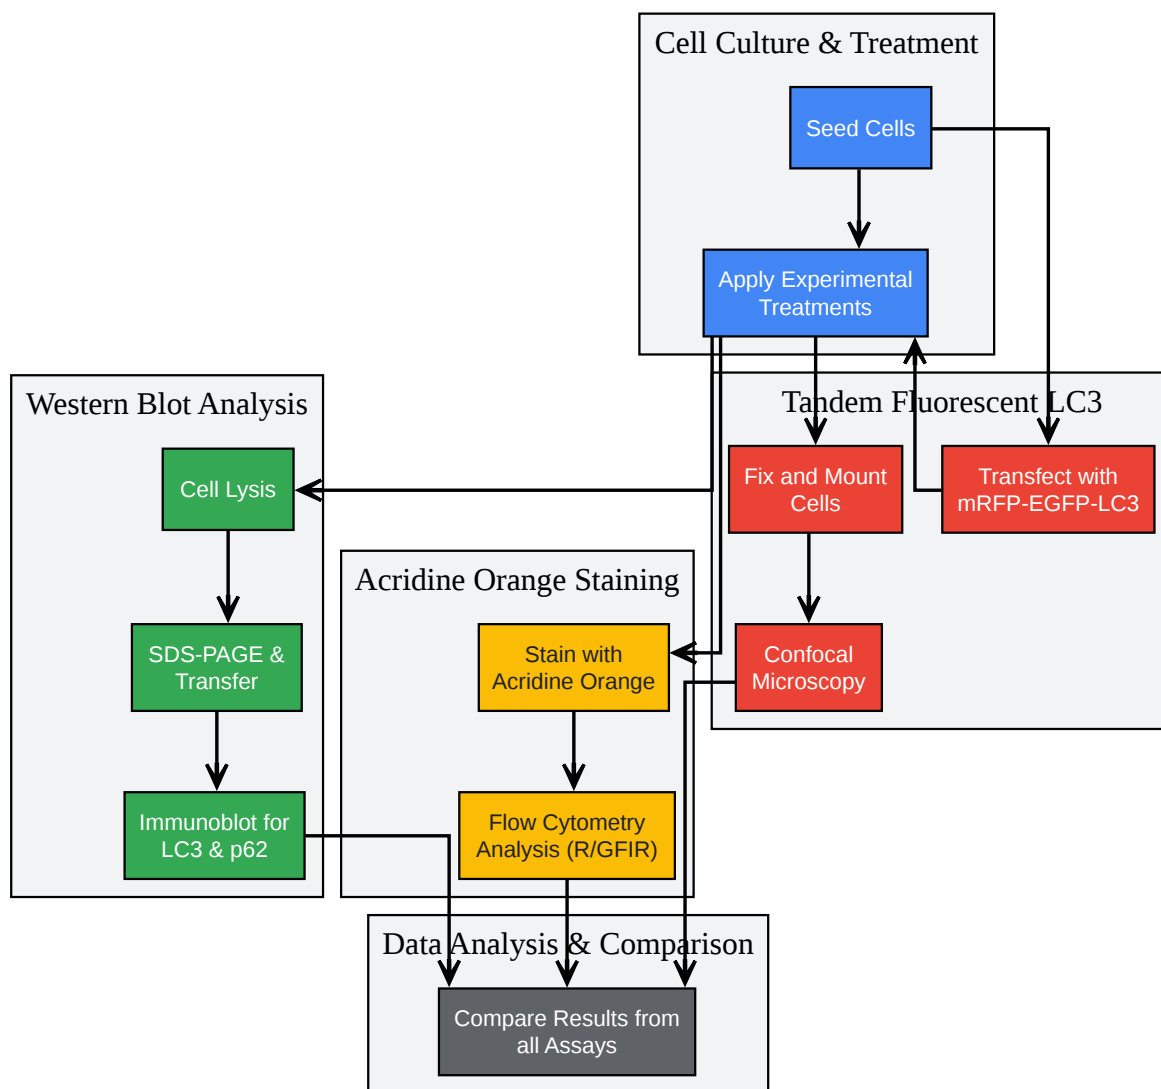 Cell Culture & Treatment
Seed Cells
Apply Experimental
Treatments
Western Blot Analysis
Cell Lysis
SDS-PAGE &
Transfer
Immunoblot for
LC3 & p62
Acridine Orange Staining
Stain with
Acridine Orange
Flow Cytometry
Analysis (R/GFIR)
Tandem Fluorescent LC3
Fix and Mount
Cells
Transfect with
mRFP-EGFP-LC3
Confocal
Microscopy
Data Analysis & Comparison
Compare Results from
all Assays